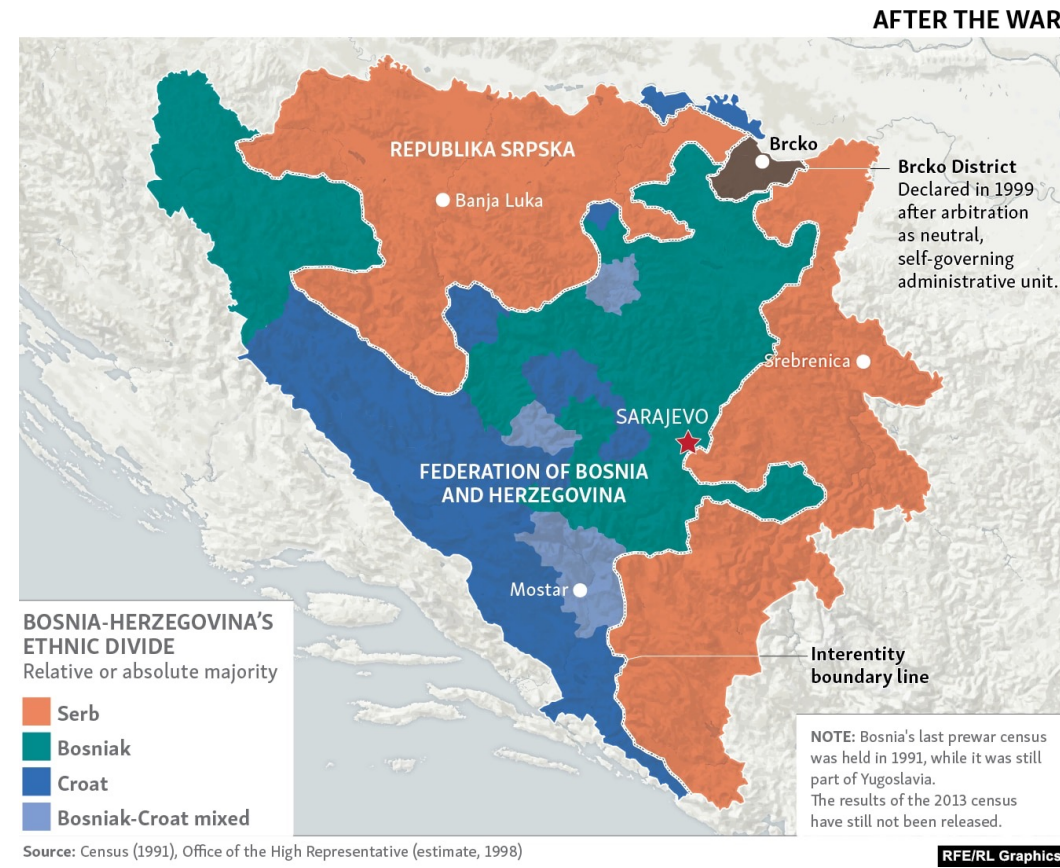 AFTER THE WAR
REPUBLIKA SRPSKA
Banja Luka
Brcko
Brcko District
Declared in 1999
after arbitration
as neutral,
self-governing
administrative unit.
Srebrenica
SARAJEVO
FEDERATION OF BOSNIA
AND HERZEGOVINA
Mostar
Interentity
boundary line
BOSNIA-HERZEGOVINA'S
ETHNIC DIVIDE
Relative or absolute majority
Serb
Bosniak
Croat
Bosniak-Croat mixed
NOTE: Bosnia's last prewar census
was held in 1991, while it was still
part of Yugoslavia.
The results of the 2013 census
have still not been released.
Source: Census (1991), Office of the High Representative (estimate, 1998)
RFE/RL Graphics